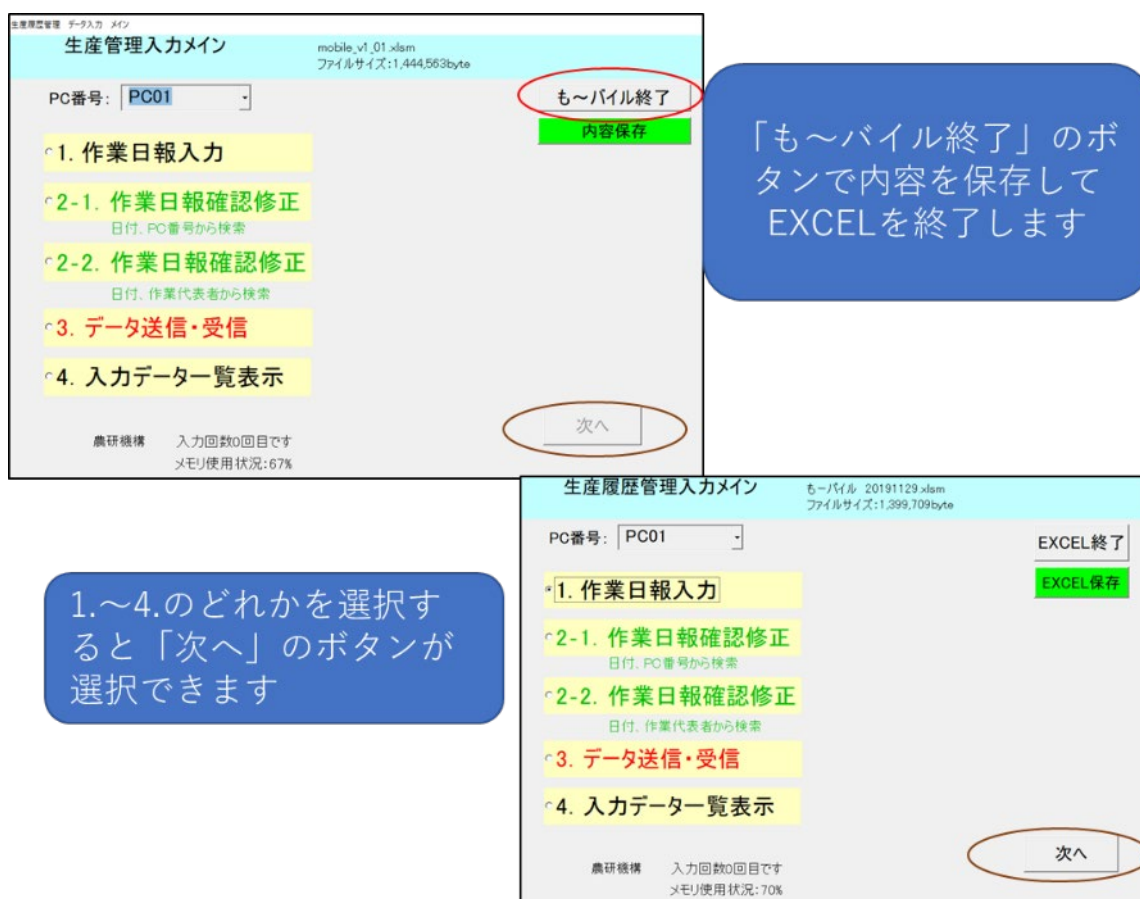 生産履歴管理 データ入力 メイン
生産管理入力メイン
mobile_v1_01.xlsm
ファイルサイズ:1,444,563byte
PC番号: PC01
も～バイル終了
内容保存
1. 作業日報入力
2-1. 作業日報確認修正
日付, PC番号から検索
2-2. 作業日報確認修正
日付, 作業代表者から検索
3. データ送信・受信
4. 入力データ一覧表示
次へ
農研機構 入力回数0回目です
メモリ使用状況:67%
「も～バイル終了」のボ
タンで内容を保存して
EXCELを終了します
1.～4.のどれかを選択す
ると「次へ」のボタンが
選択できます
生産履歴管理入力メイン
もーバイル 20191129.xlsm
ファイルサイズ:1,399,709byte
PC番号: PC01
EXCEL終了
EXCEL保存
1. 作業日報入力
2-1. 作業日報確認修正
日付, PC番号から検索
2-2. 作業日報確認修正
日付, 作業代表者から検索
3. データ送信・受信
4. 入力データ一覧表示
次へ
農研機構 入力回数0回目です
メモリ使用状況:70%